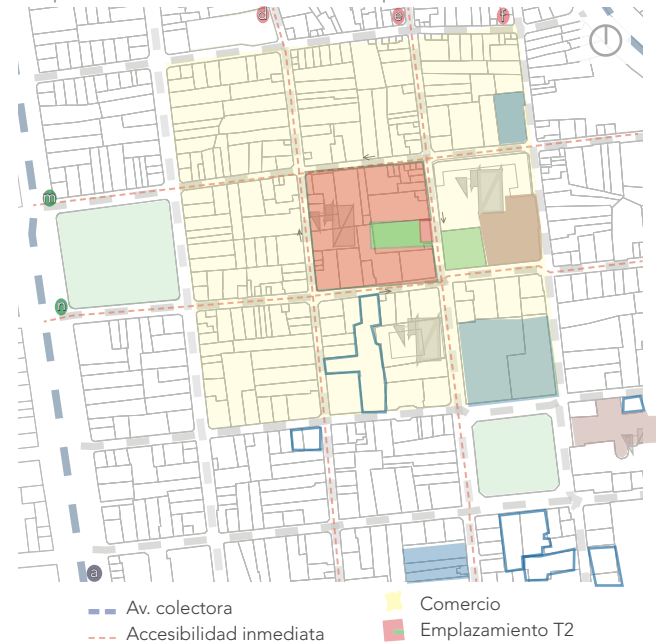 d e f
m
n
a
Av. colectora
Accesibilidad inmediata
Comercio
Emplazamiento T2